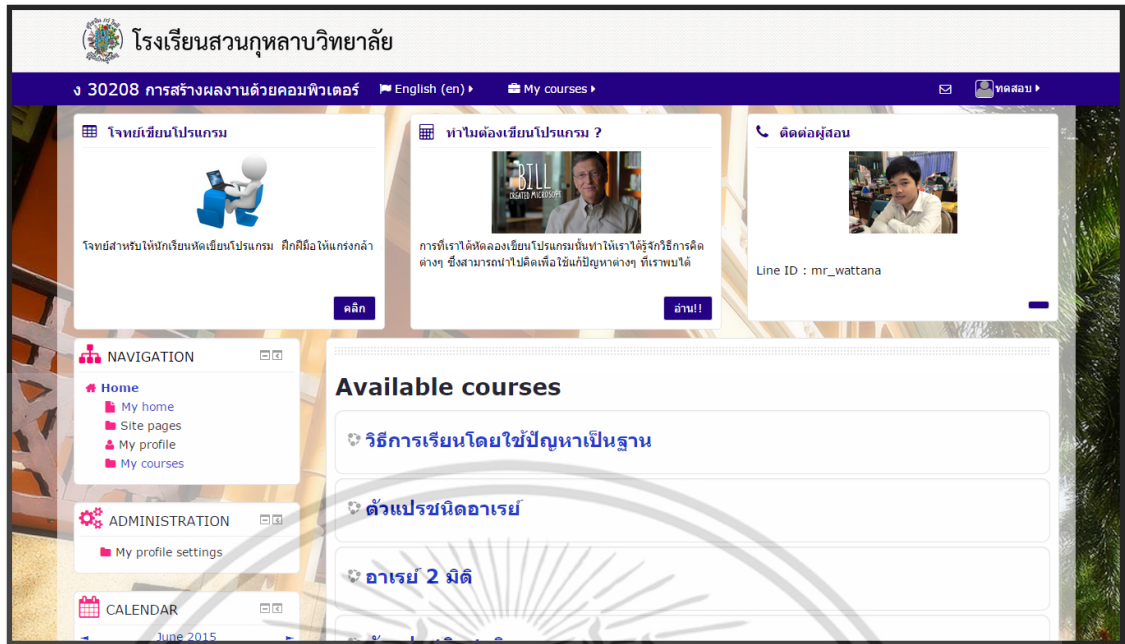 โรงเรียนสวนกุหลาบวิทยาลัย
ง 30208 การสร้างผลงานด้วยคอมพิวเตอร์ English (en) My courses ทดสอบ
โจทย์เขียนโปรแกรม
โจทย์สำหรับให้นักเรียนหัดเขียนโปรแกรม ฝึกฝีมือให้แกร่งกล้า
คลิก
ทำไมต้องเขียนโปรแกรม ?
BILL
CREATED MICROSOFT
การที่เราได้ทดลองเขียนโปรแกรมนั้นทำให้เราได้รู้จักวิธีการคิด
ต่างๆ ซึ่งสามารถนำไปคิดเพื่อใช้แก้ปัญหาต่างๆ ที่เราพบได้
อ่าน!!
ติดต่อผู้สอน
Line ID : mr_wattana
NAVIGATION
Home
My home
Site pages
My profile
My courses
ADMINISTRATION
My profile settings
CALENDAR
June 2015
Available courses
วิธีการเรียนโดยใช้ปัญหาเป็นฐาน
ตัวแปรชนิดอาเรย์
อาเรย์ 2 มิติ